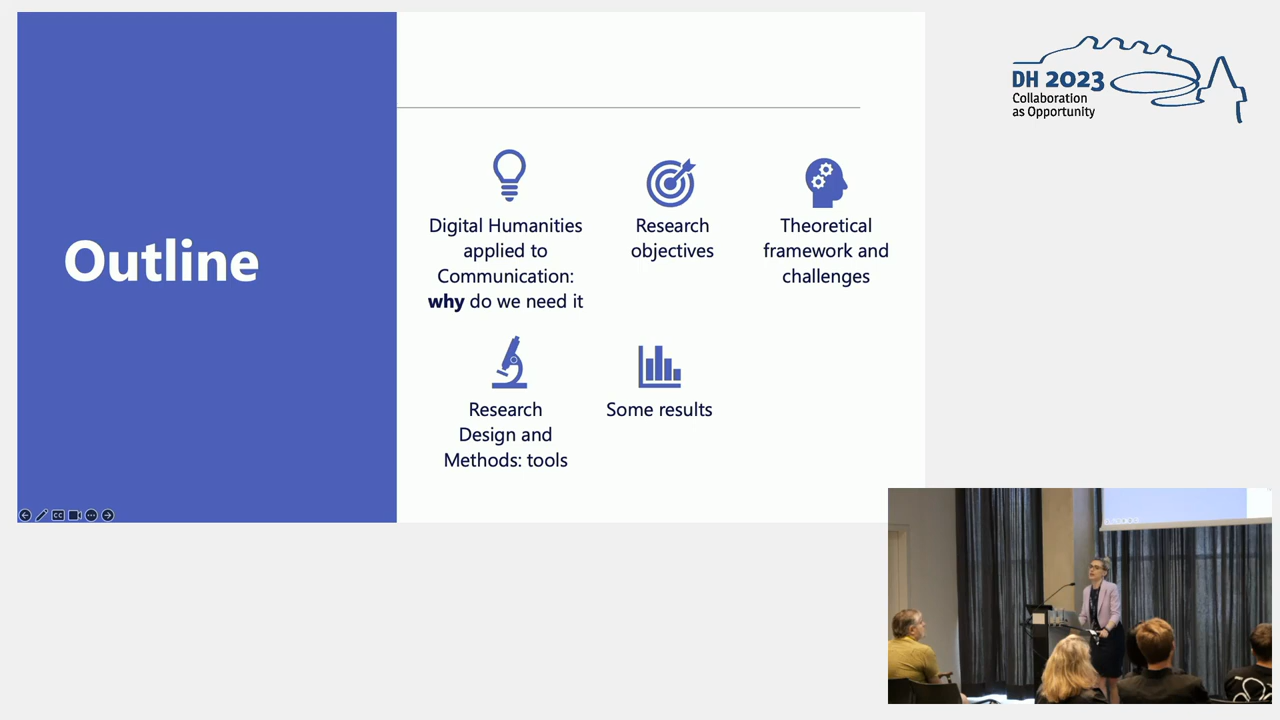 Outline
Digital Humanities
applied to
Communication:
why do we need it
Research
objectives
Theoretical
framework and
challenges
Research
Design and
Methods: tools
Some results
DH 2023
Collaboration
as Opportunity
CC